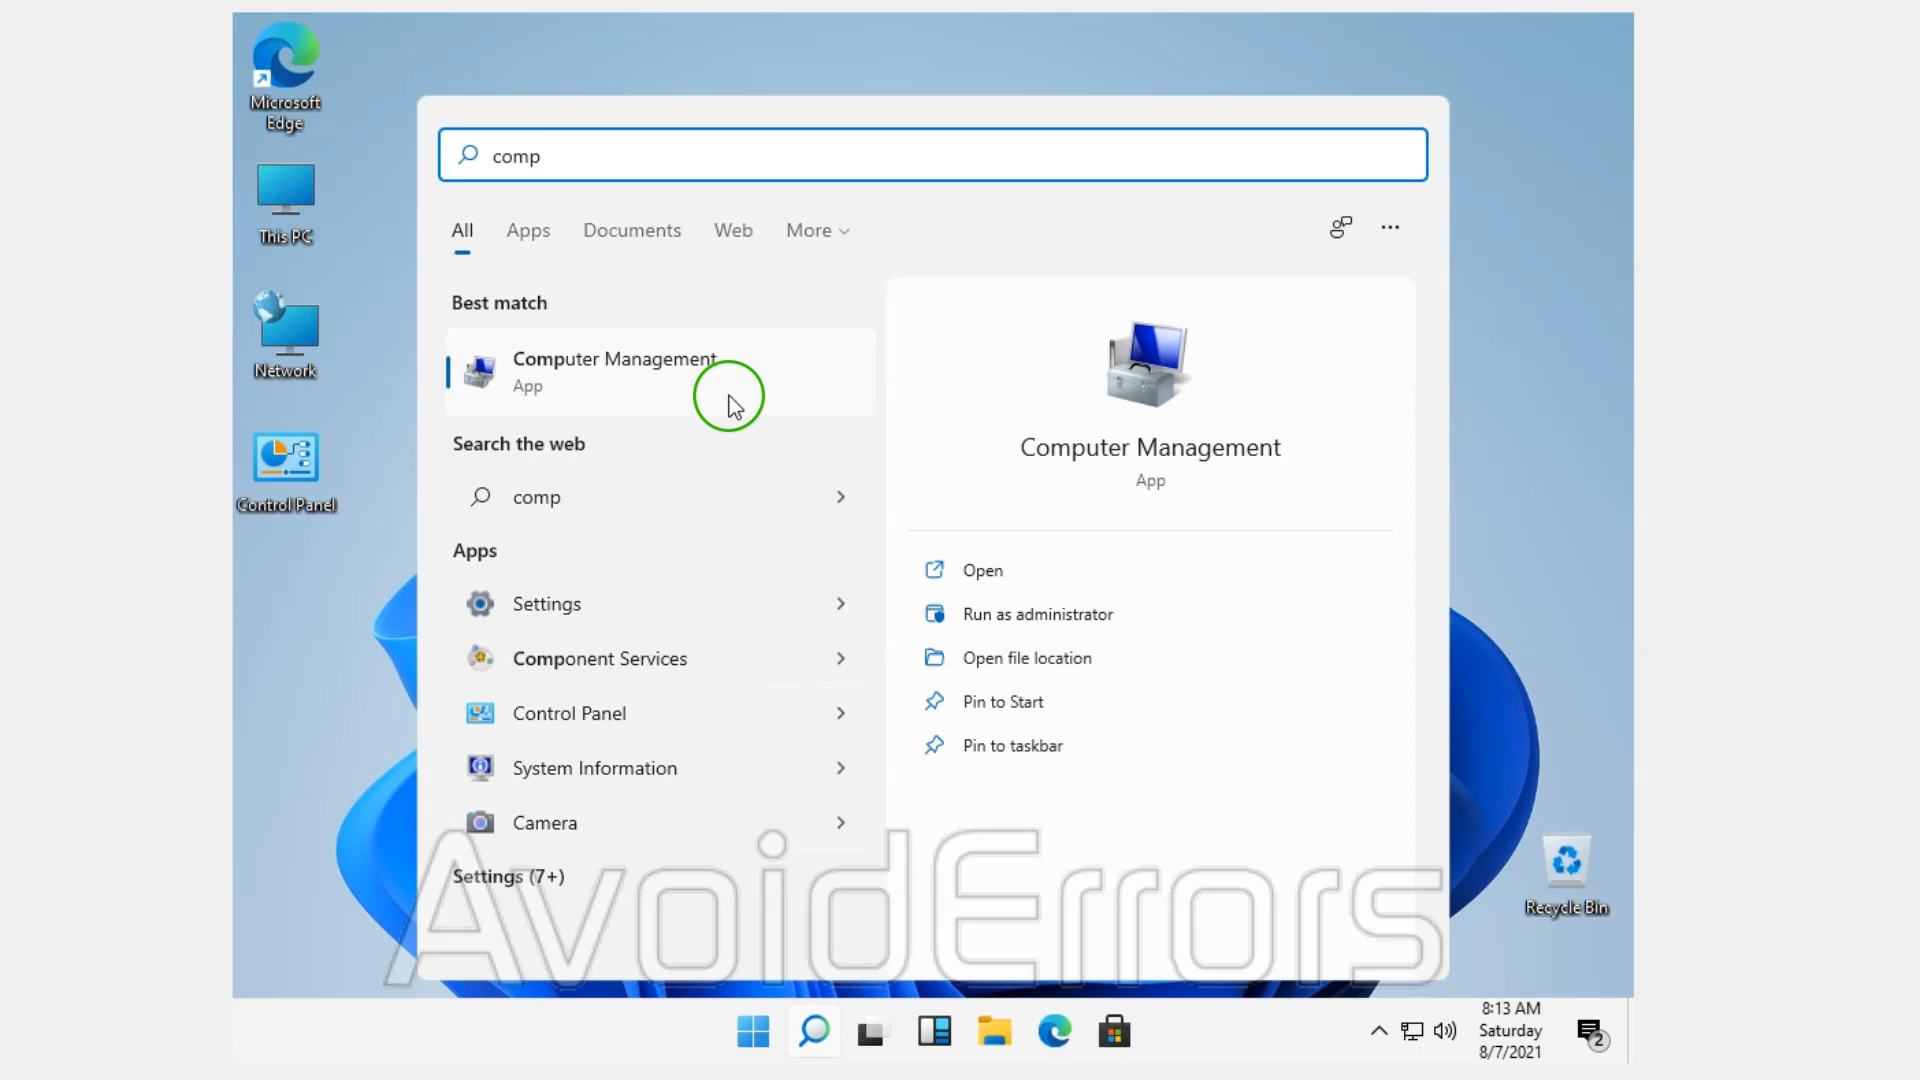 Microsoft
Edge
This PC
Network
Control Panel
comp
All Apps Documents Web More
Best match
Computer Management
App
Search the web
comp
Apps
Settings
Component Services
Control Panel
System Information
Camera
Settings (7+)
Computer Management
App
Open
Run as administrator
Open file location
Pin to Start
Pin to taskbar
AvoidErrors
Recycle Bin
8:13 AM
Saturday
8/7/2021
2